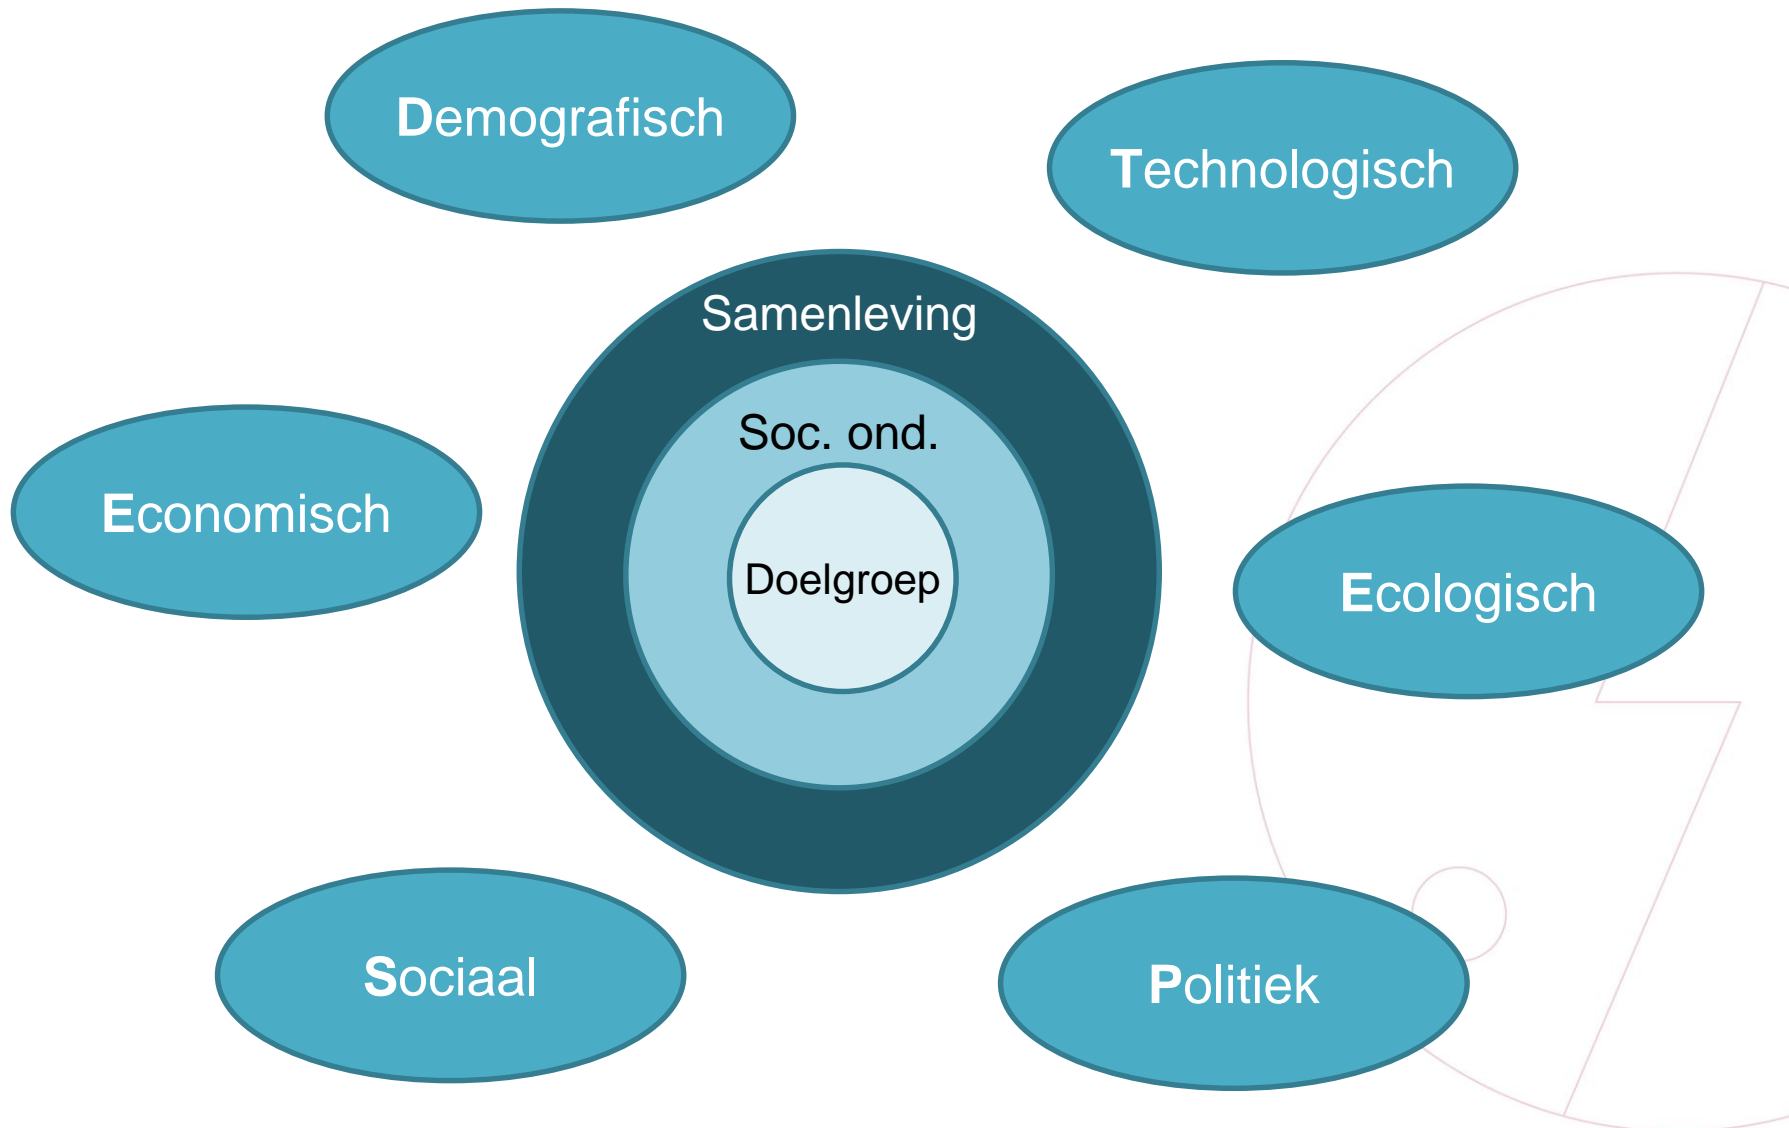 Demografisch
Technologisch
Samenleving
Soc. ond.
Economisch
Doelgroep
Ecologisch
Sociaal
Politiek